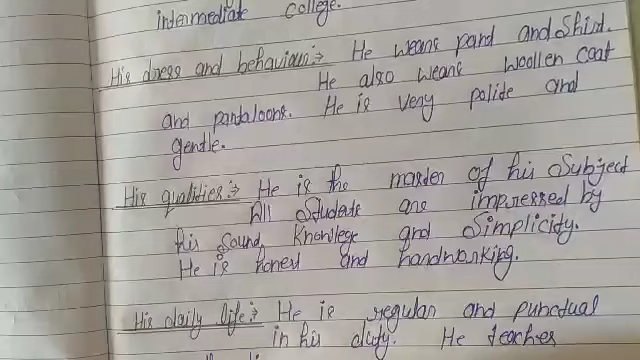 intermediate college.
His dress and behaviour:→ He wears pard and Shirt.
He also wears woollen coat
and pantaloons. He is very polite and
gentle.
His qualities:→ He is the master of his Subject
All Students are impressed by
his sound knowllege and Simplicity.
He is honest and hardworking.
His daily life:→ He is regular and punctual
in his duty. He teaches